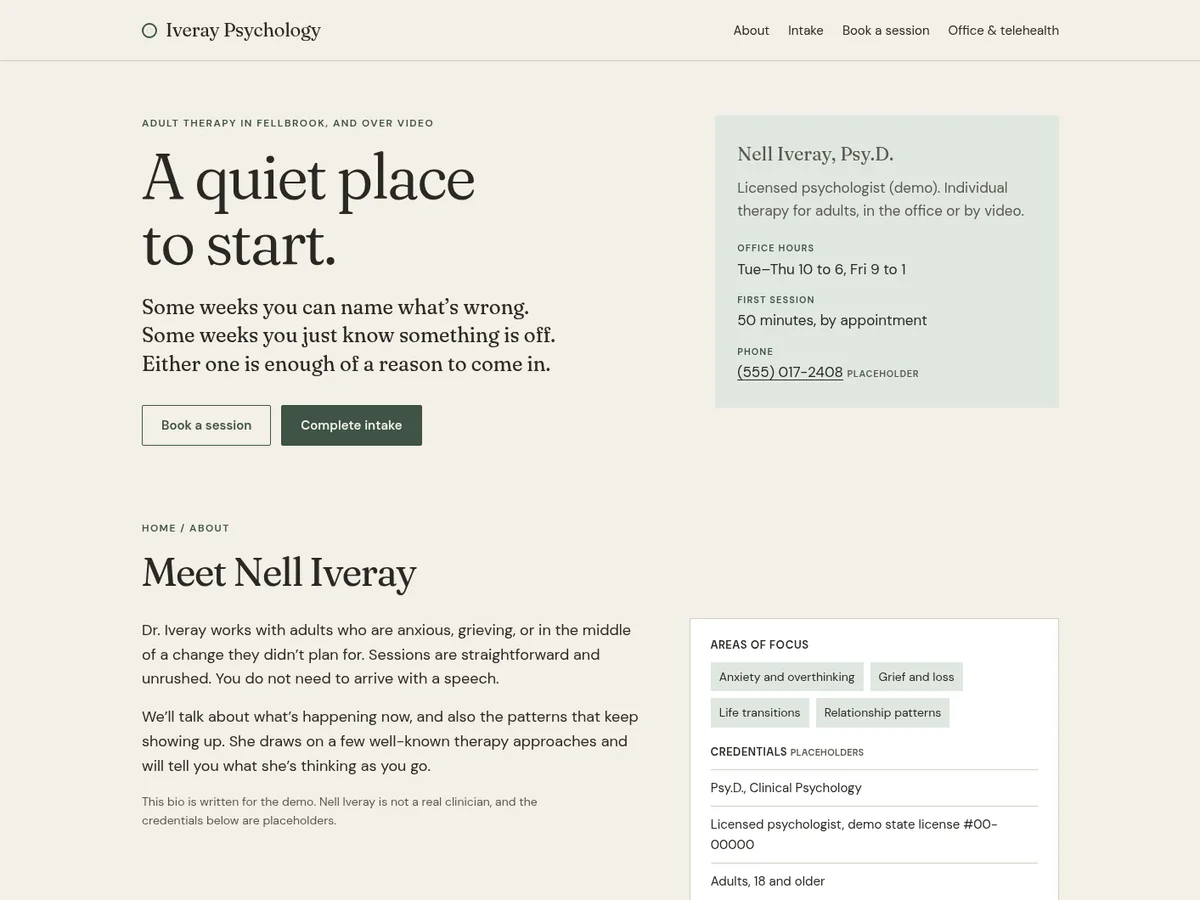 Iveray Psychology
About
Intake
Book a session
Office & telehealth
ADULT THERAPY IN FELLBROOK, AND OVER VIDEO
A quiet place
to start.
Some weeks you can name what’s wrong.
Some weeks you just know something is off.
Either one is enough of a reason to come in.
Book a session
Complete intake
Nell Iveray, Psy.D.
Licensed psychologist (demo). Individual
therapy for adults, in the office or by video.
OFFICE HOURS
Tue–Thu 10 to 6, Fri 9 to 1
FIRST SESSION
50 minutes, by appointment
PHONE
(555) 017-2408 PLACEHOLDER
HOME / ABOUT
Meet Nell Iveray
Dr. Iveray works with adults who are anxious, grieving, or in the middle
of a change they didn’t plan for. Sessions are straightforward and
unrushed. You do not need to arrive with a speech.
We’ll talk about what’s happening now, and also the patterns that keep
showing up. She draws on a few well-known therapy approaches and
will tell you what she’s thinking as you go.
This bio is written for the demo. Nell Iveray is not a real clinician, and the
credentials below are placeholders.
AREAS OF FOCUS
Anxiety and overthinking
Grief and loss
Life transitions
Relationship patterns
CREDENTIALS PLACEHOLDERS
Psy.D., Clinical Psychology
Licensed psychologist, demo state license #00-
00000
Adults, 18 and older